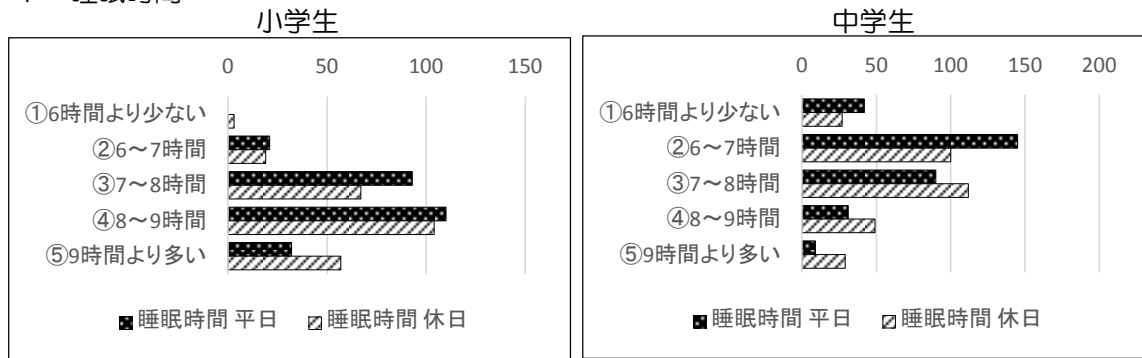 小学生
0 50 100 150
①6時間より少ない
②6～7時間
③7～8時間
④8～9時間
⑤9時間より多い
睡眠時間 平日 睡眠時間 休日
中学生
0 50 100 150 200
①6時間より少ない
②6～7時間
③7～8時間
④8～9時間
⑤9時間より多い
睡眠時間 平日 睡眠時間 休日